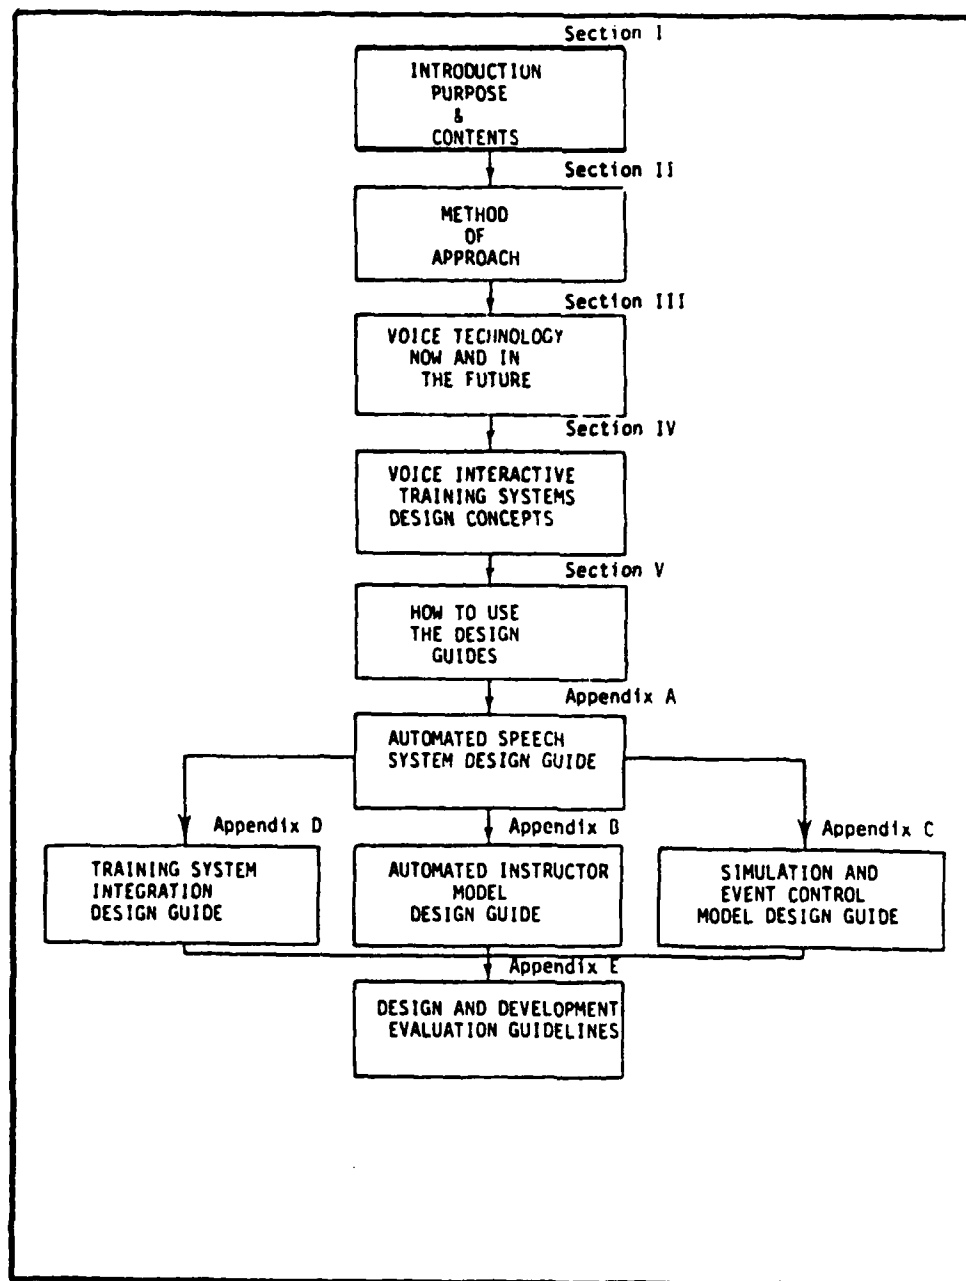 Section I
INTRODUCTION
PURPOSE
&
CONTENTS
Section II
METHOD
OF
APPROACH
Section III
VOICE TECHNOLOGY
NOW AND IN
THE FUTURE
Section IV
VOICE INTERACTIVE
TRAINING SYSTEMS
DESIGN CONCEPTS
Section V
HOW TO USE
THE DESIGN
GUIDES
Appendix A
AUTOMATED SPEECH
SYSTEM DESIGN GUIDE
Appendix D
TRAINING SYSTEM
INTEGRATION
DESIGN GUIDE
Appendix B
AUTOMATED INSTRUCTOR
MODEL
DESIGN GUIDE
Appendix C
SIMULATION AND
EVENT CONTROL
MODEL DESIGN GUIDE
Appendix E
DESIGN AND DEVELOPMENT
EVALUATION GUIDELINES